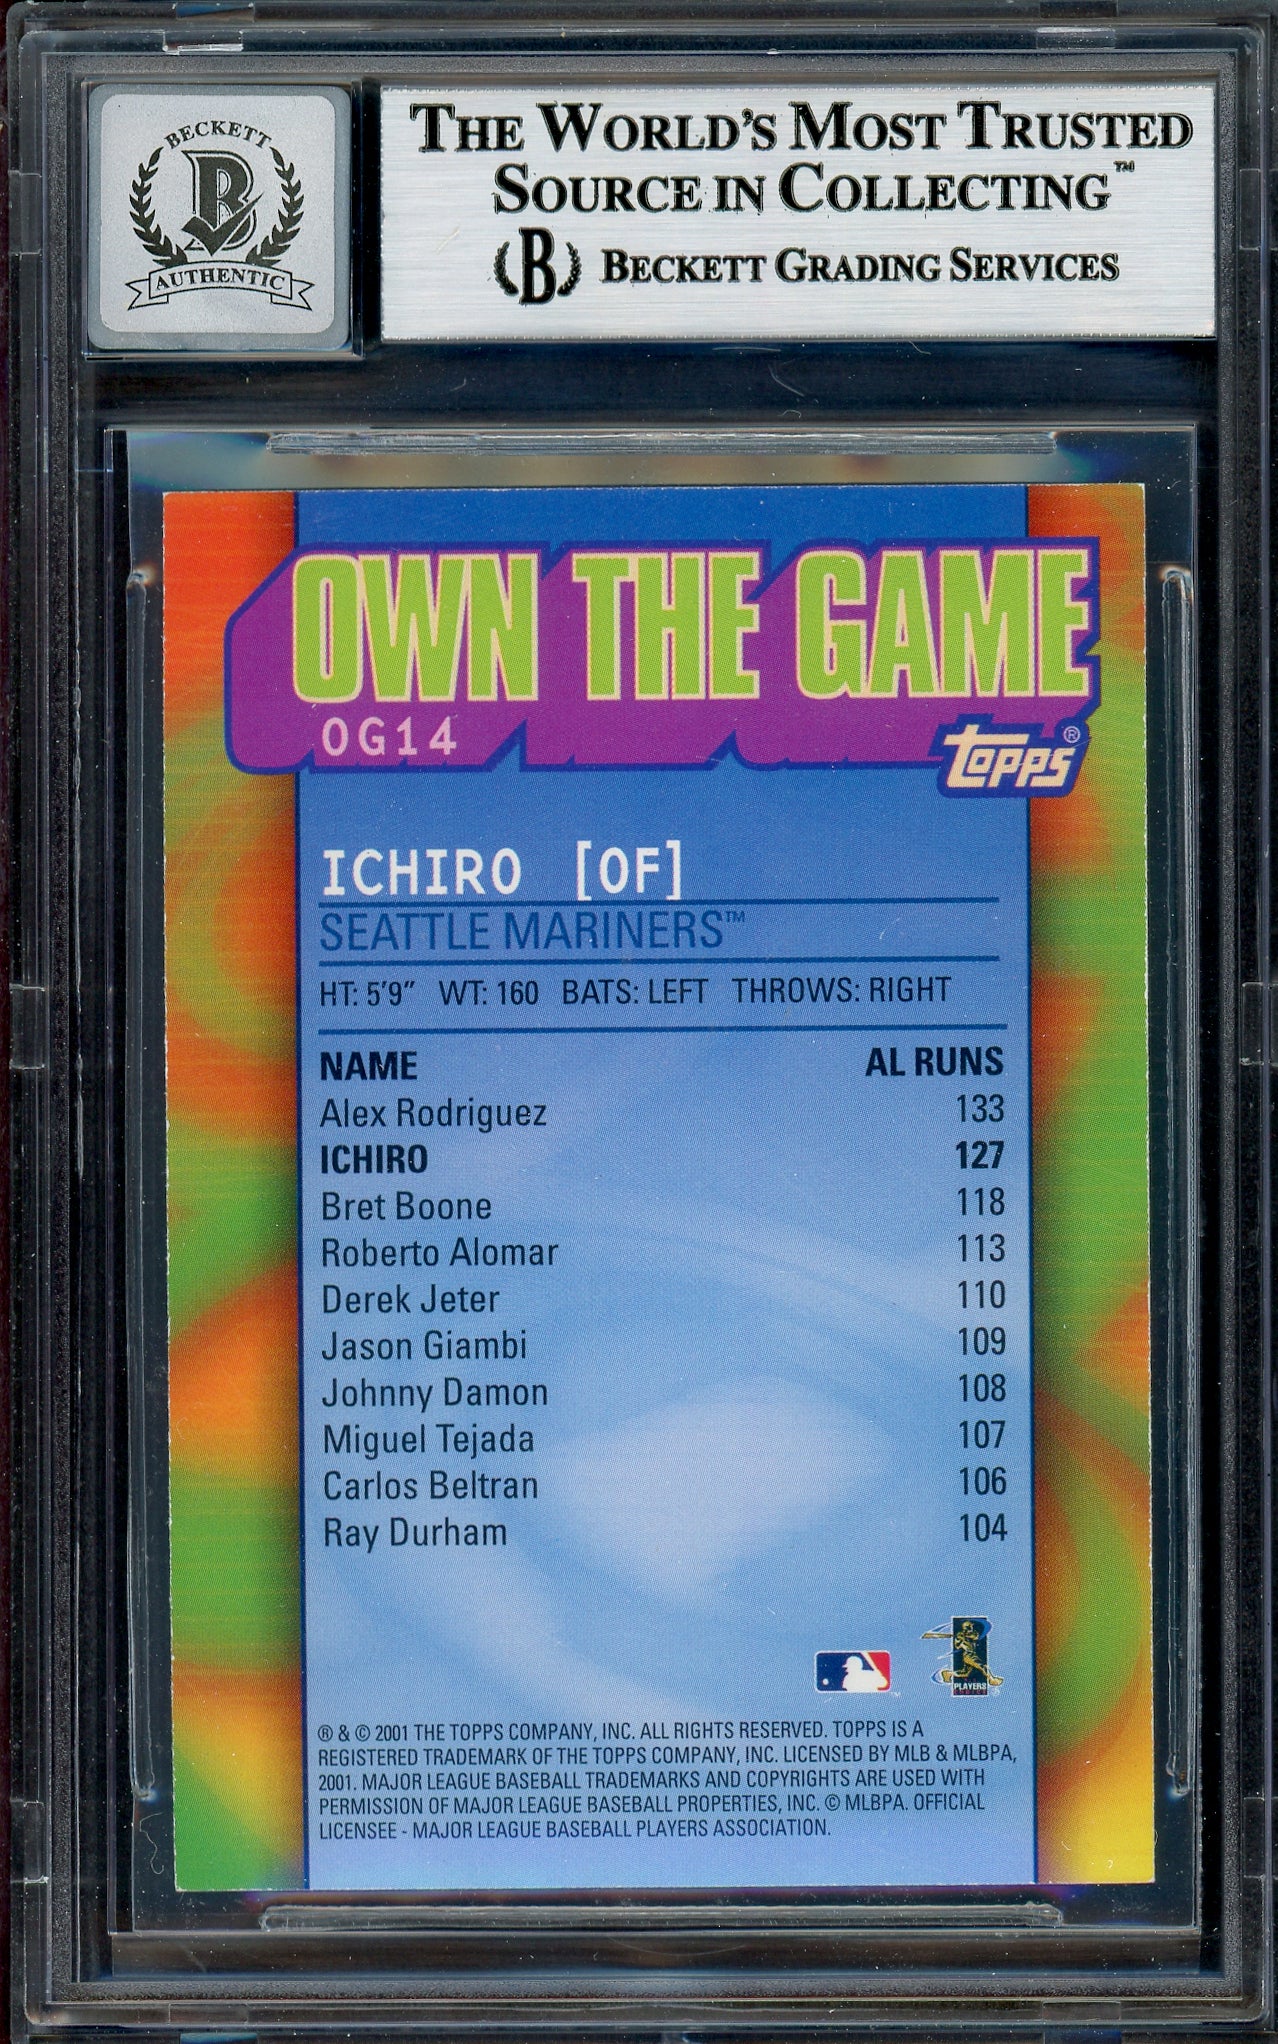 BECKETT
B
AUTHENTIC
THE WORLD'S MOST TRUSTED
SOURCE IN COLLECTING™
B BECKETT GRADING SERVICES
OWN THE GAME
OG14
Topps®
ICHIRO [OF]
SEATTLE MARINERS™
HT: 5'9" WT: 160 BATS: LEFT THROWS: RIGHT
NAME AL RUNS
Alex Rodriguez 133
ICHIRO 127
Bret Boone 118
Roberto Alomar 113
Derek Jeter 110
Jason Giambi 109
Johnny Damon 108
Miguel Tejada 107
Carlos Beltran 106
Ray Durham 104
PLAYERS
CHOICE
® & © 2001 THE TOPPS COMPANY, INC. ALL RIGHTS RESERVED. TOPPS IS A
REGISTERED TRADEMARK OF THE TOPPS COMPANY, INC. LICENSED BY MLB & MLBPA,
2001. MAJOR LEAGUE BASEBALL TRADEMARKS AND COPYRIGHTS ARE USED WITH
PERMISSION OF MAJOR LEAGUE BASEBALL PROPERTIES, INC. © MLBPA. OFFICIAL
LICENSEE - MAJOR LEAGUE BASEBALL PLAYERS ASSOCIATION.